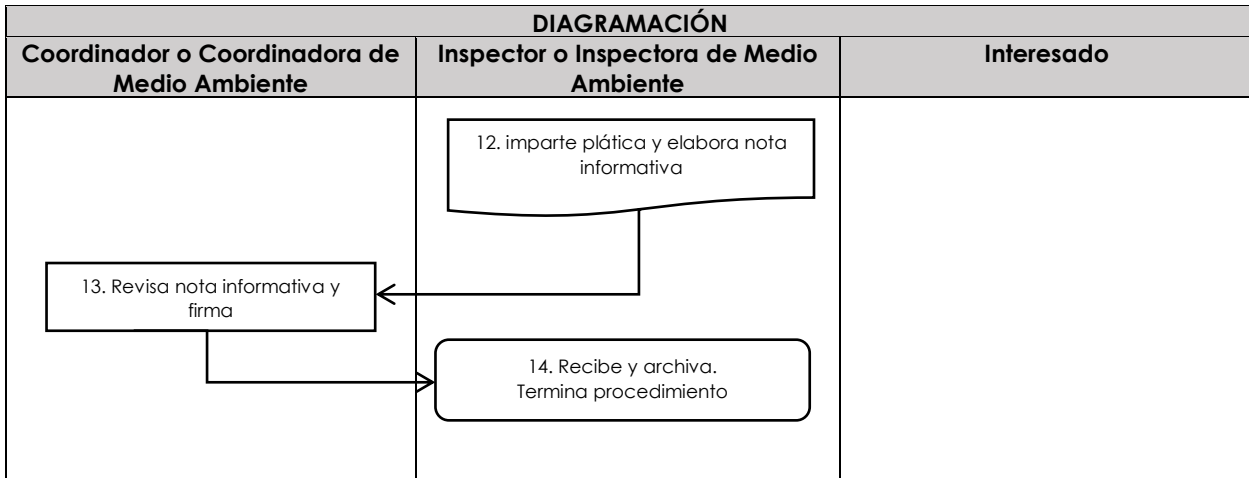 DIAGRAMACIÓN
Coordinador o Coordinadora de
Medio Ambiente
Inspector o Inspectora de Medio
Ambiente
Interesado
12. imparte plática y elabora nota
informativa
13. Revisa nota informativa y
firma
14. Recibe y archiva.
Termina procedimiento